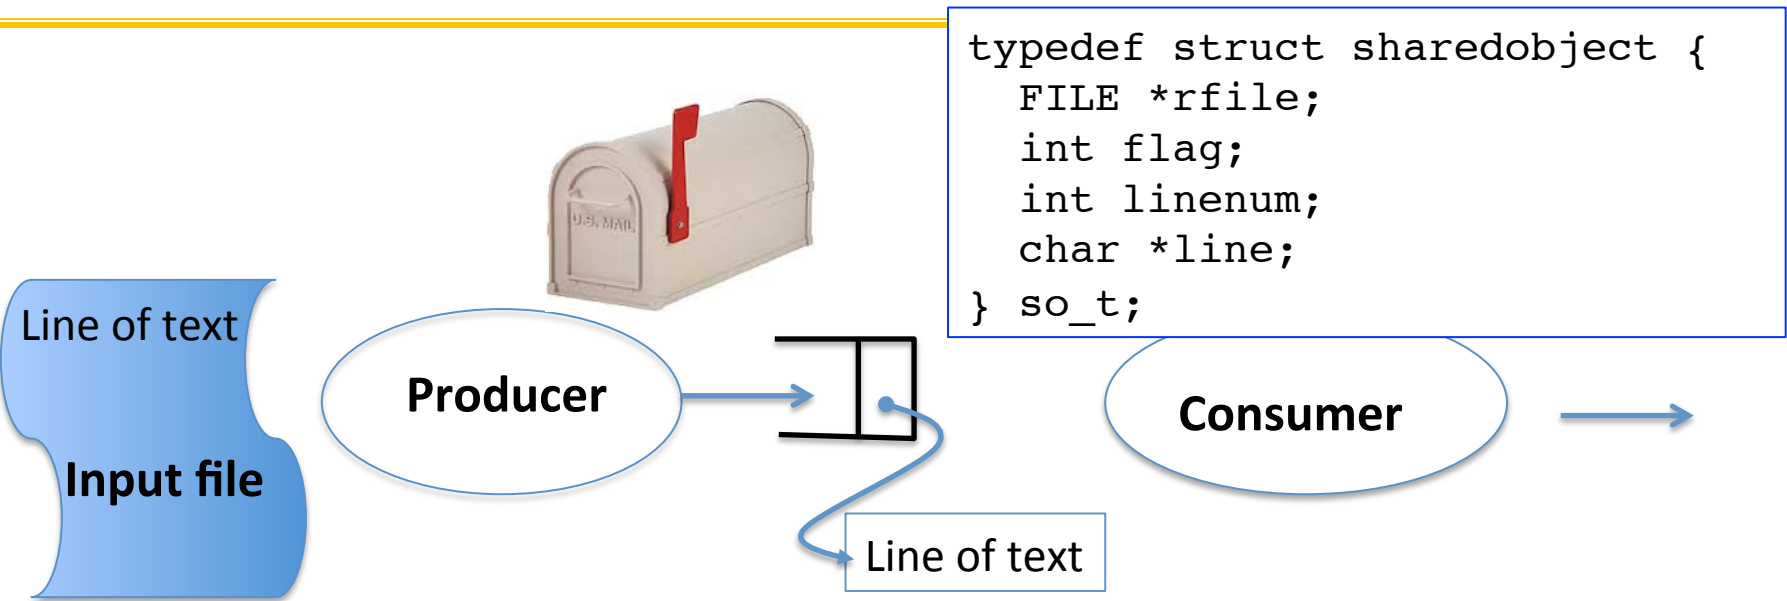 typedef struct sharedobject {
  FILE *rfile;
  int flag;
  int linenum;
  char *line;
} so_t;
U.S. MAIL
Line of text
Input file
Producer
Consumer
Line of text